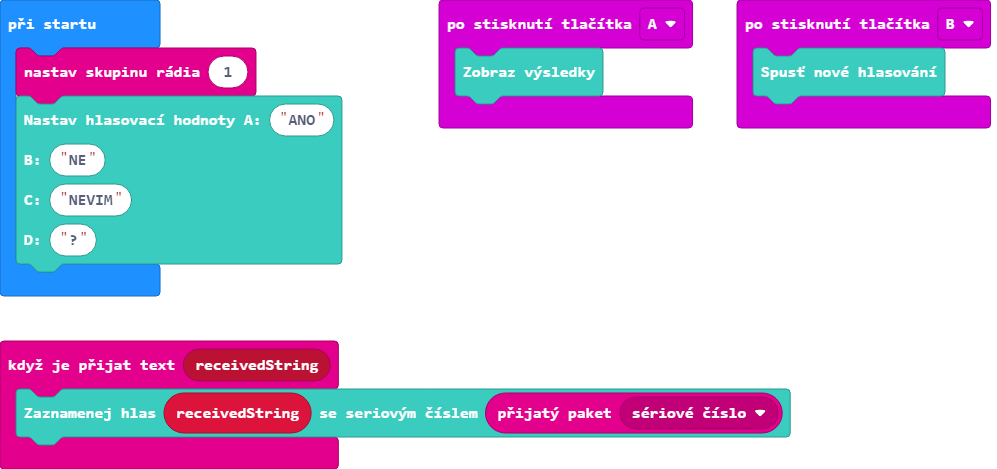 při startu
nastav skupinu rádia 1
Nastav hlasovací hodnoty A: "ANO"
B: "NE"
C: "NEVIM"
D: "?"
po stisknutí tlačítka A
Zobraz výsledky
po stisknutí tlačítka B
Spusť nové hlasování
když je přijat text receivedString
Zaznamenej hlas receivedString se seriovým číslem přijatý paket sériové číslo